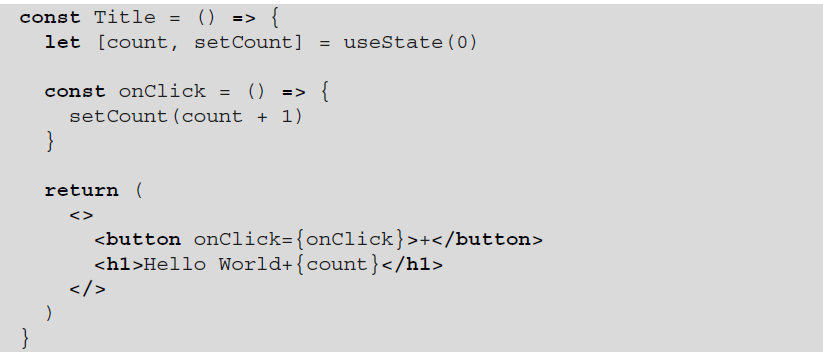 const Title = () => {
let [count, setCount] = useState(0)
const onClick = () => {
setCount(count + 1)
}
return (
<>
<button onClick={onClick}>+</button>
<h1>Hello World+{count}</h1>
</>
)
}